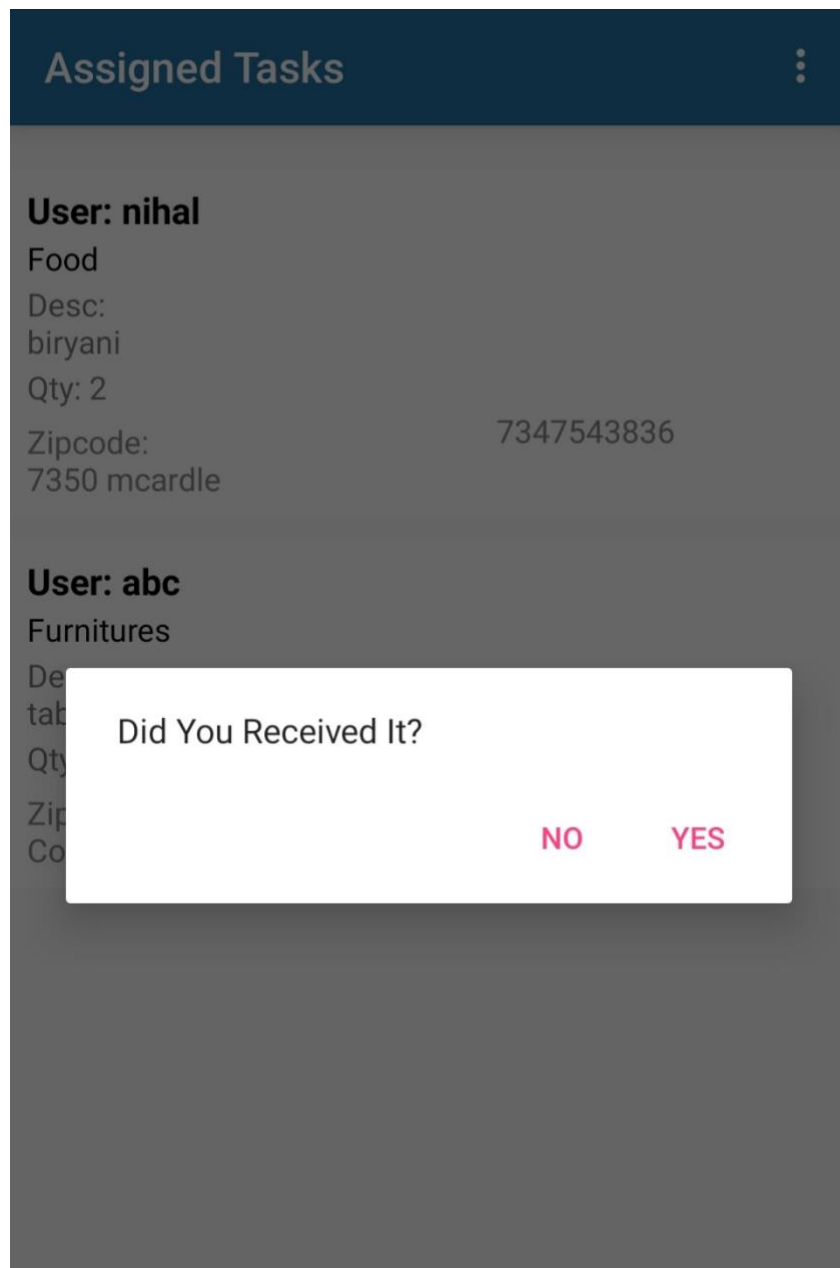 Assigned Tasks
User: nihal
Food
Desc:
biryani
Qty: 2
Zipcode:
7350 mcardle
7347543836
User: abc
Furnitures
Did You Received It?
NO YES